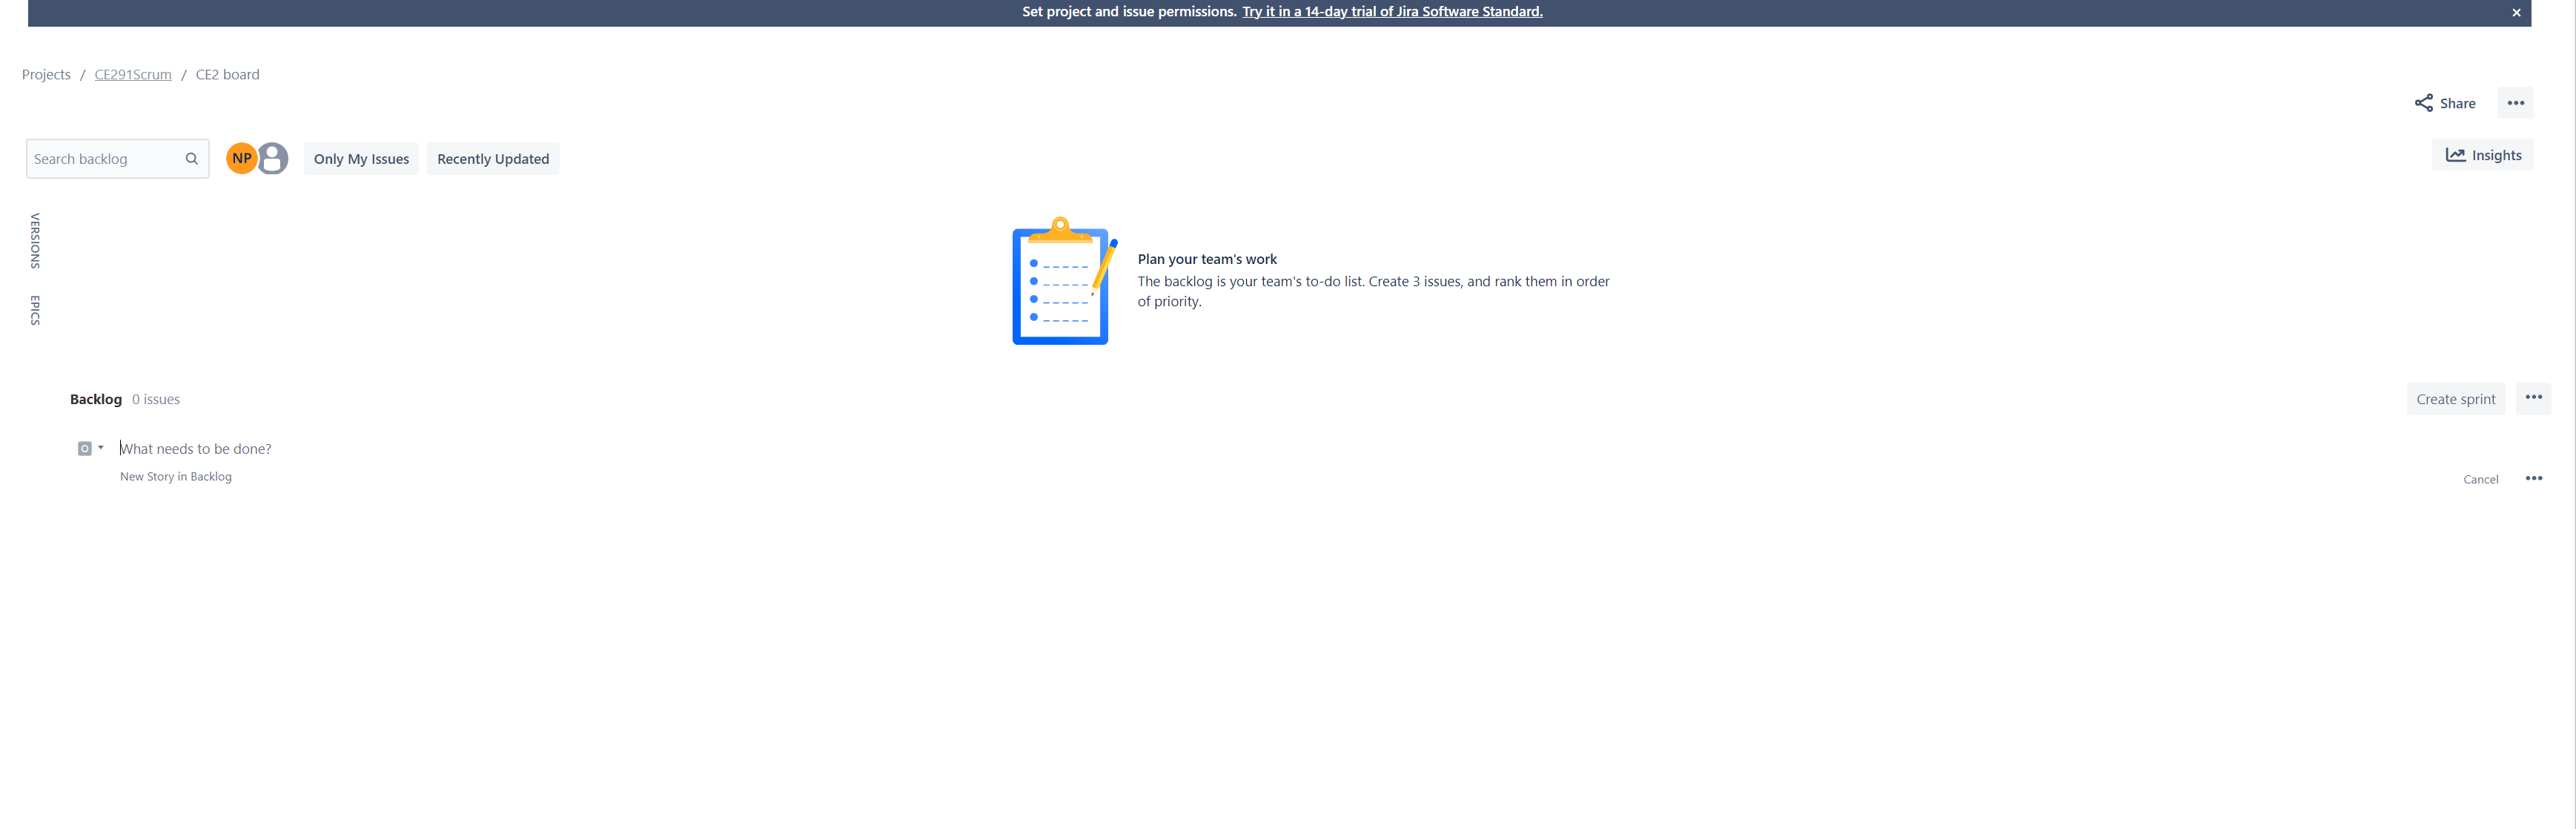 Set project and issue permissions. Try it in a 14-day trial of Jira Software Standard.
Projects / CE291Scrum / CE2 board
Share
Search backlog
NP
Only My Issues
Recently Updated
Insights
VERSIONS
EPICS
Plan your team's work
The backlog is your team's to-do list. Create 3 issues, and rank them in order
of priority.
Backlog 0 issues
Create sprint
What needs to be done?
New Story in Backlog
Cancel